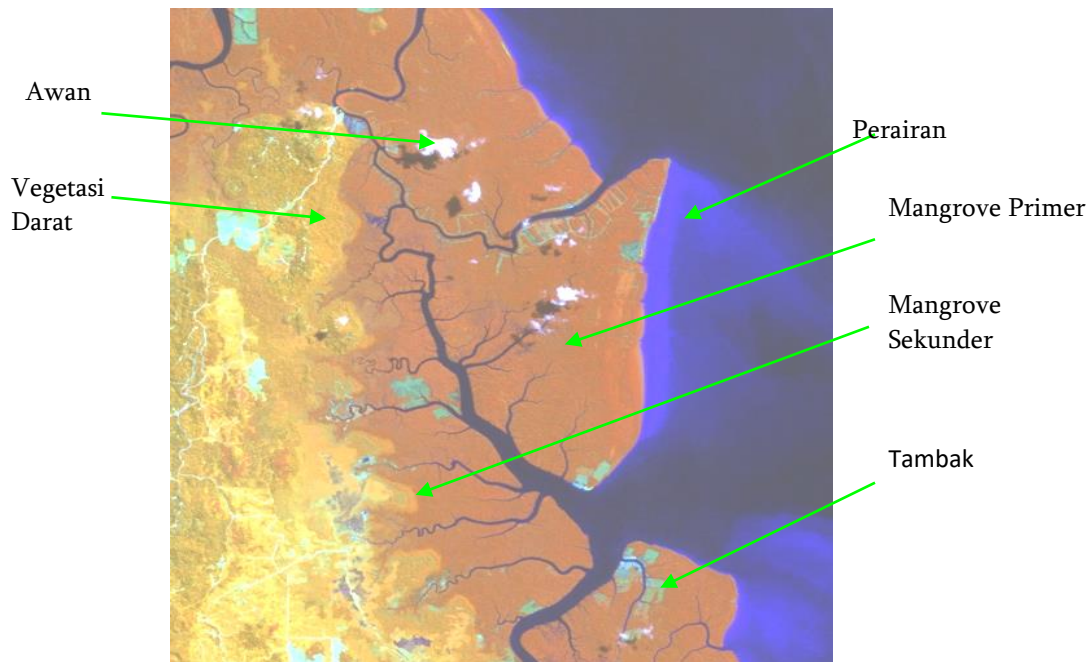 Awan
Vegetasi
Darat
Perairan
Mangrove Primer
Mangrove
Sekunder
Tambak